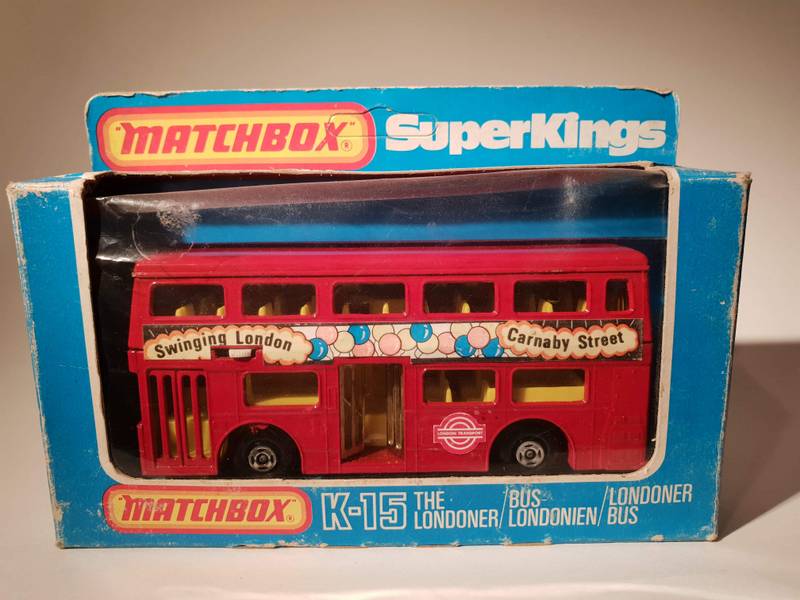 "MATCHBOX"®
SuperKings
Swinging London
Carnaby Street
LONDON TRANSPORT
"MATCHBOX"®
K-15 THE LONDONER/BUS LONDONIEN/LONDONER BUS